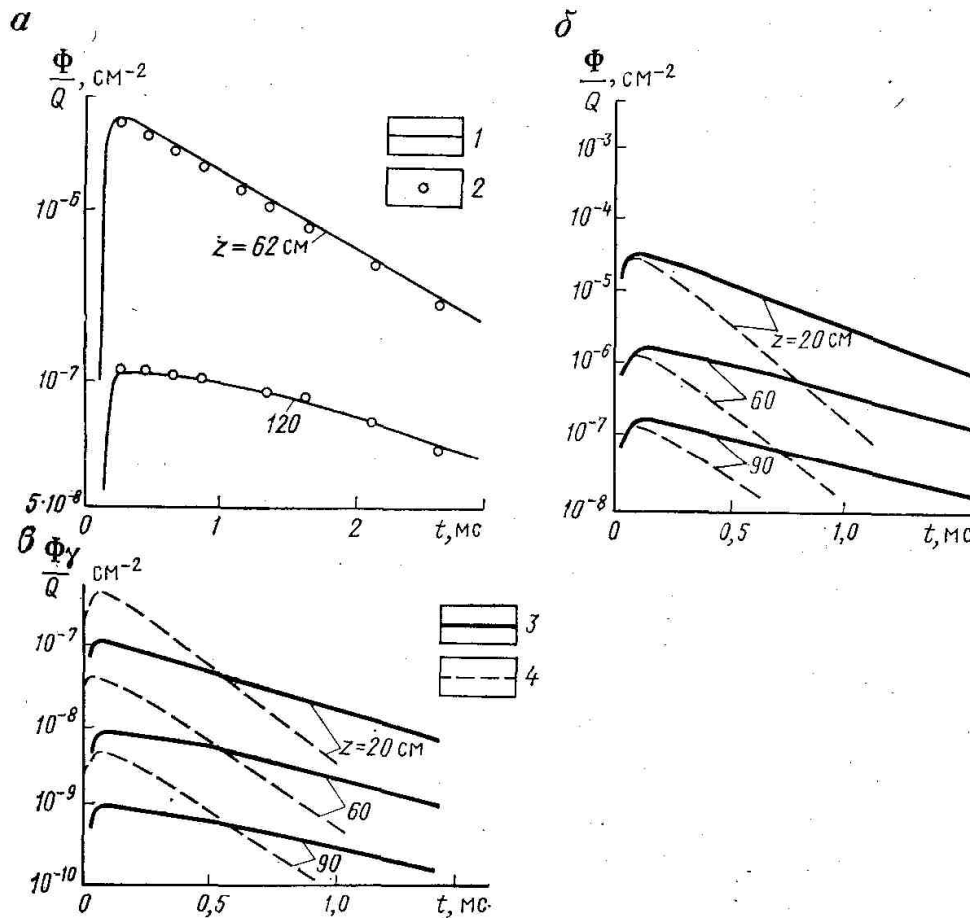 а
Φ/Q, см⁻²
10⁻⁶
10⁻⁷
5·10⁻⁸
z = 62 см
120
0 1 2 t, мс
1
2
б
Φ/Q, см⁻²
10⁻³
10⁻⁴
10⁻⁵
10⁻⁶
10⁻⁷
10⁻⁸
z = 20 см
60
90
0 0,5 1,0 t, мс
в
Φγ/Q см⁻²
10⁻⁷
10⁻⁸
10⁻⁹
10⁻¹⁰
z = 20 см
60
90
0 0,5 1,0 t, мс
3
4